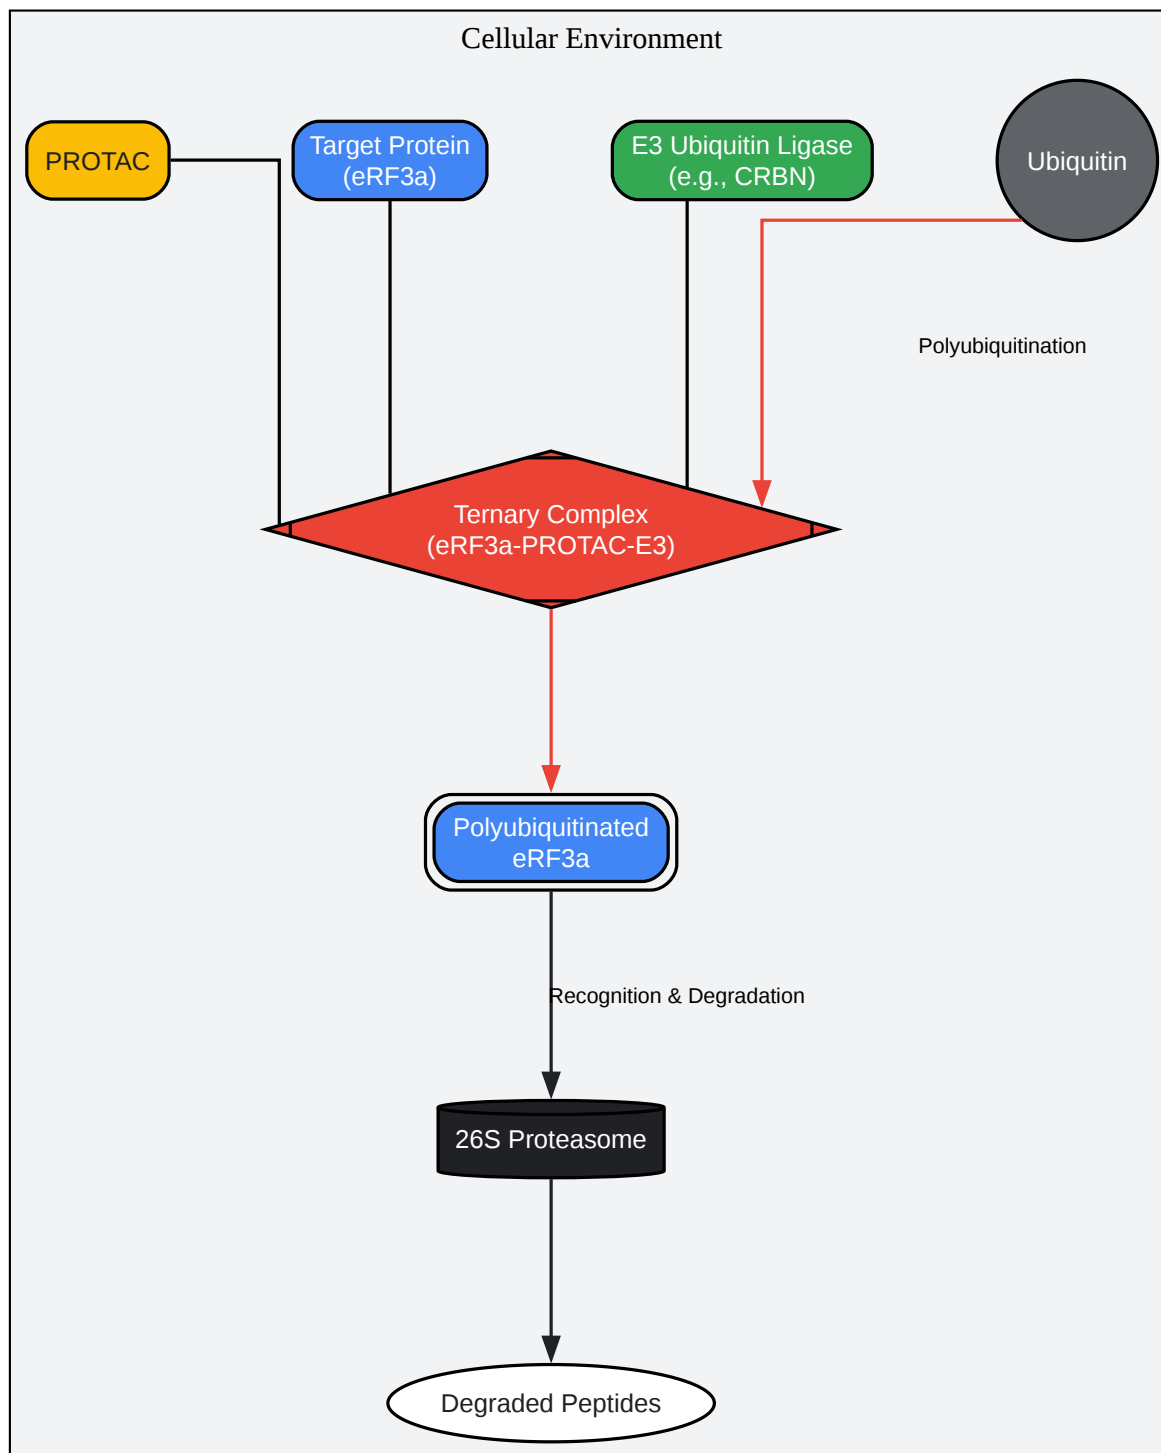 Cellular Environment
PROTAC
Target Protein
(eRF3a)
E3 Ubiquitin Ligase
(e.g., CRBN)
Ubiquitin
Polyubiquitination
Ternary Complex
(eRF3a-PROTAC-E3)
Polyubiquitinated
eRF3a
Recognition & Degradation
26S Proteasome
Degraded Peptides